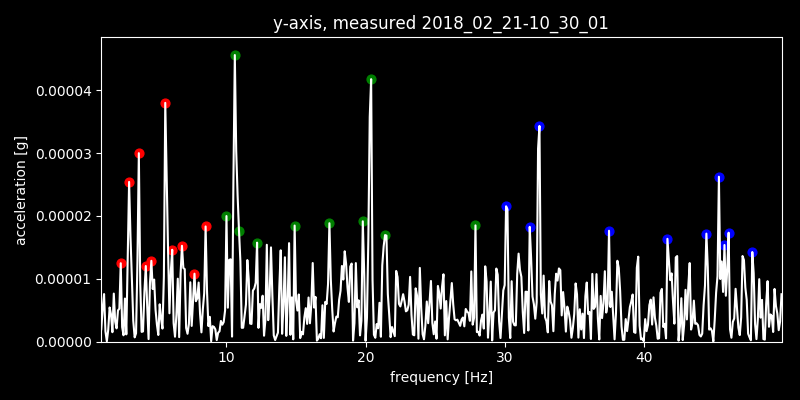 y-axis, measured 2018_02_21-10_30_01
acceleration [g]
0.00004
0.00003
0.00002
0.00001
0.00000
10 20 30 40
frequency [Hz]